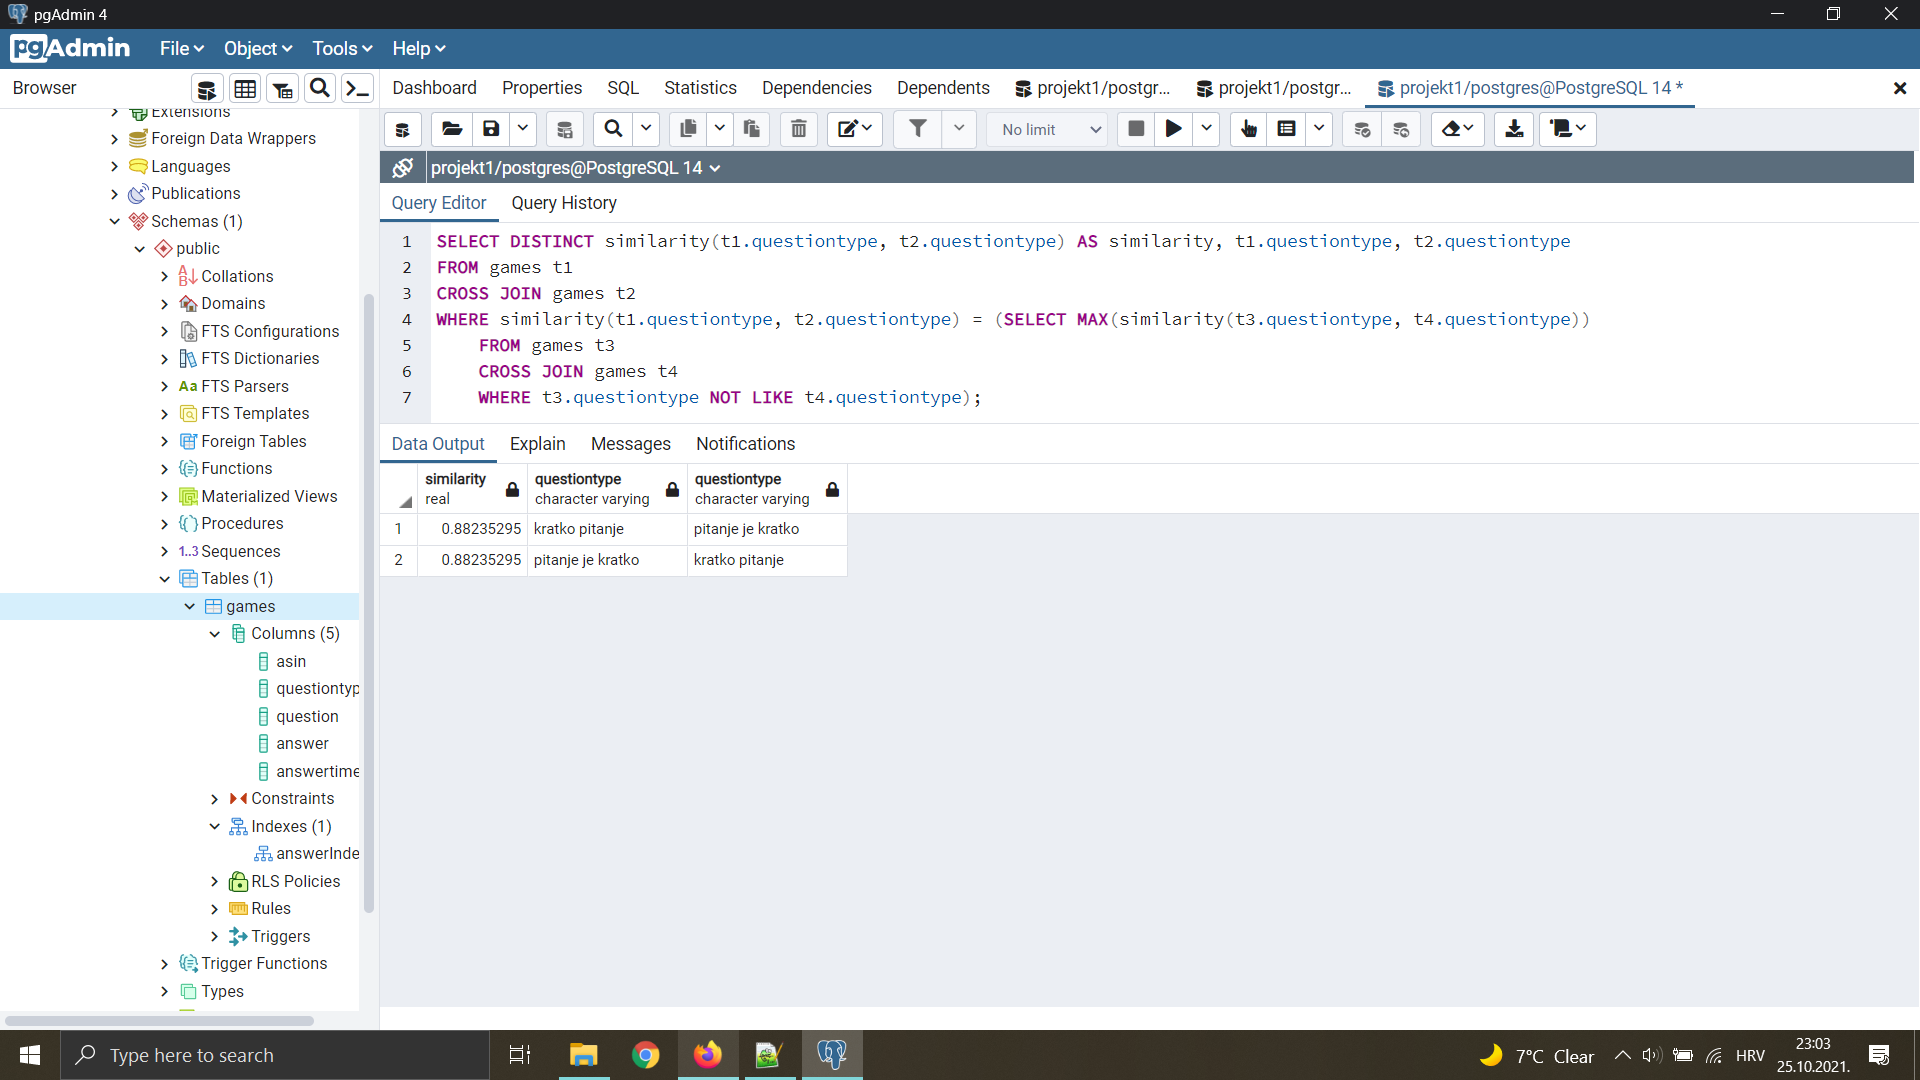 pgAdmin 4
pgAdmin File Object Tools Help
Browser Dashboard Properties SQL Statistics Dependencies Dependents projekt1/postgr... projekt1/postgr... projekt1/postgres@PostgreSQL 14 *
No limit
projekt1/postgres@PostgreSQL 14
Query Editor Query History
Extensions
Foreign Data Wrappers
Languages
Publications
Schemas (1)
public
Collations
Domains
FTS Configurations
FTS Dictionaries
Aa FTS Parsers
FTS Templates
Foreign Tables
Functions
Materialized Views
Procedures
1..3 Sequences
Tables (1)
games
Columns (5)
asin
questiontyp
question
answer
answertime
Constraints
Indexes (1)
answerInde
RLS Policies
Rules
Triggers
Trigger Functions
Types
1 SELECT DISTINCT similarity(t1.questiontype, t2.questiontype) AS similarity, t1.questiontype, t2.questiontype
2 FROM games t1
3 CROSS JOIN games t2
4 WHERE similarity(t1.questiontype, t2.questiontype) = (SELECT MAX(similarity(t3.questiontype, t4.questiontype))
5 FROM games t3
6 CROSS JOIN games t4
7 WHERE t3.questiontype NOT LIKE t4.questiontype);
Data Output Explain Messages Notifications
similarity questiontype questiontype
real character varying character varying
1 0.88235295 kratko pitanje pitanje je kratko
2 0.88235295 pitanje je kratko kratko pitanje
Type here to search
7°C Clear HRV
23:03
25.10.2021.